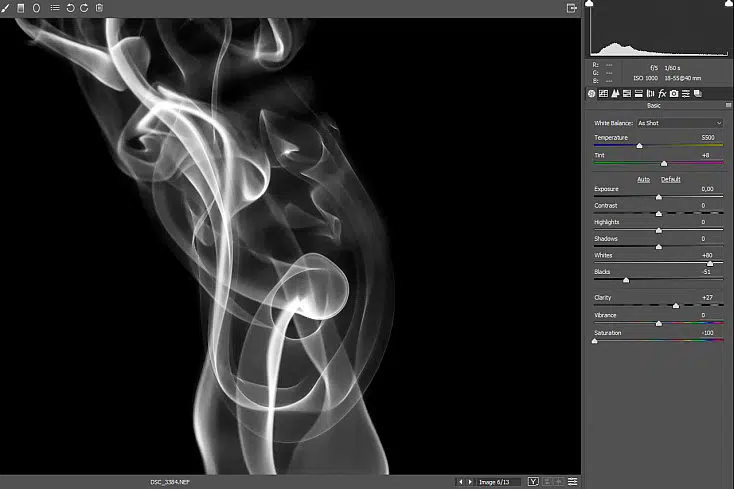 R: ---
G: ---
B: ---
f/5 1/60 s
ISO 1000 18-55@40 mm
fx
Basic
White Balance: As Shot
Temperature 5500
Tint +8
Auto Default
Exposure 0,00
Contrast 0
Highlights 0
Shadows 0
Whites +80
Blacks -51
Clarity +27
Vibrance 0
Saturation -100
DSC_3384.NEF
Image 6/13
Y